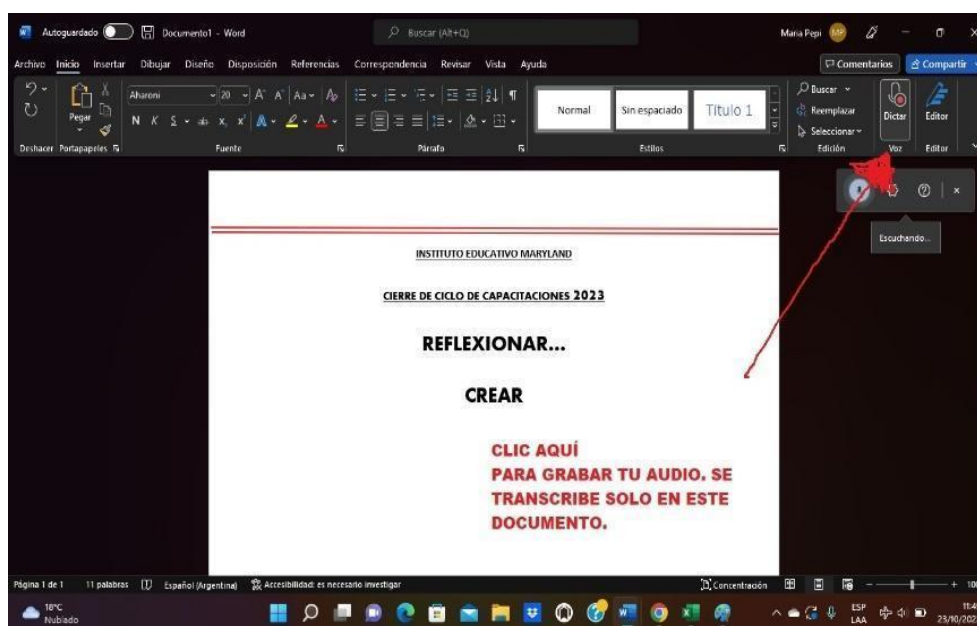 Autoguardado Documento1 - Word Buscar (Alt+Q) Maria Pepi MP
Archivo Inicio Insertar Dibujar Diseño Disposición Referencias Correspondencia Revisar Vista Ayuda Comentarios Compartir
Pegar
Aharoni 20 A A Aa A
N K S ab x, x' A A
Normal
Sin espaciado
Título 1
Buscar
Reemplazar
Seleccionar
Dictar
Editor
Deshacer Portapapeles Fuente Párrafo Estilos Edición Voz Editor
Escuchando...
INSTITUTO EDUCATIVO MARYLAND
CIERRE DE CICLO DE CAPACITACIONES 2023
REFLEXIONAR...
CREAR
CLIC AQUÍ
PARA GRABAR TU AUDIO. SE
TRANSCRIBE SOLO EN ESTE
DOCUMENTO.
Página 1 de 1 11 palabras Español (Argentina) Accesibilidad: es necesario investigar Concentración
18°C
Nublado
ESP
LAA